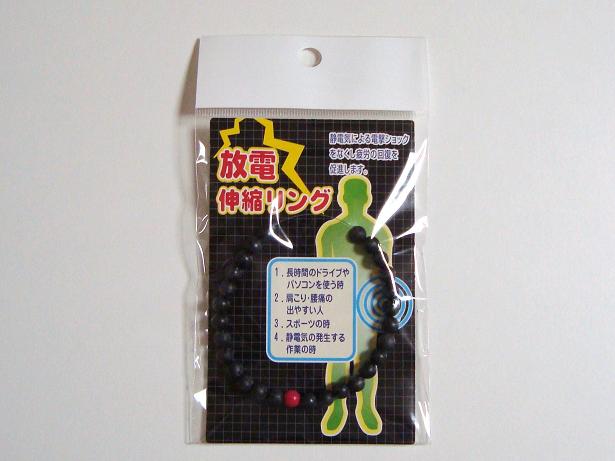 放電
伸縮リング
静電気による電撃ショック
をなくし疲労の回復を
促進します。
1．長時間のドライブや
パソコンを使う時
2．肩こり・腰痛の
出やすい人
3．スポーツの時
4．静電気の発生する
作業の時